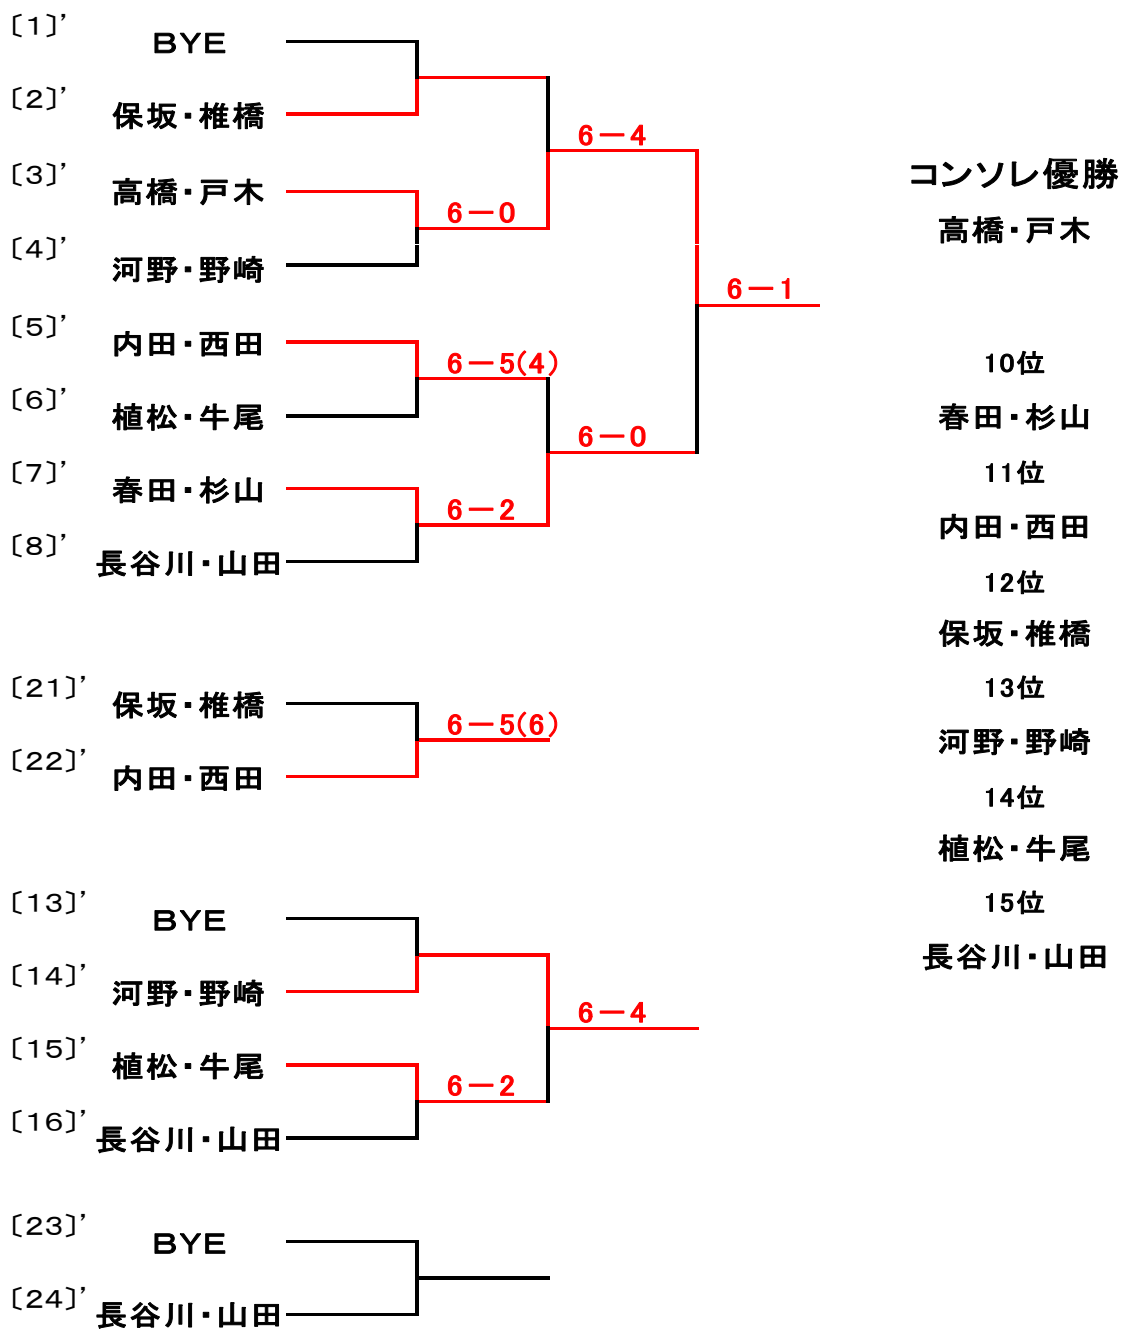 〔1〕’ BYE
〔2〕’ 保坂・椎橋
6－4
〔3〕’ 高橋・戸木
6－0
〔4〕’ 河野・野崎
6－1
〔5〕’ 内田・西田
6－5(4)
〔6〕’ 植松・牛尾
6－0
〔7〕’ 春田・杉山
6－2
〔8〕’ 長谷川・山田
〔21〕’ 保坂・椎橋
6－5(6)
〔22〕’ 内田・西田
〔13〕’ BYE
〔14〕’ 河野・野崎
6－4
〔15〕’ 植松・牛尾
6－2
〔16〕’ 長谷川・山田
〔23〕’ BYE
〔24〕’ 長谷川・山田
コンソレ優勝
高橋・戸木
10位
春田・杉山
11位
内田・西田
12位
保坂・椎橋
13位
河野・野崎
14位
植松・牛尾
15位
長谷川・山田